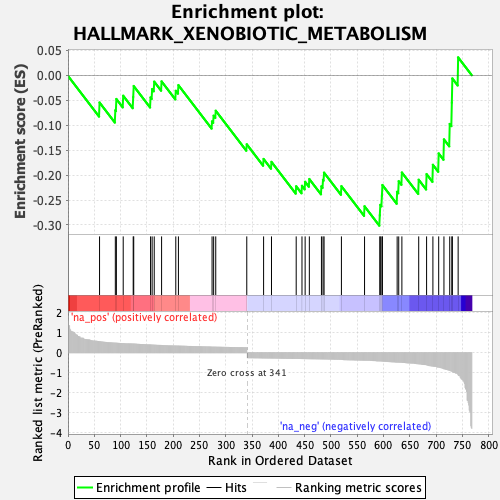 Enrichment plot:
HALLMARK_XENOBIOTIC_METABOLISM
Enrichment score (ES)
0.05
0.00
-0.05
-0.10
-0.15
-0.20
-0.25
-0.30
'na_pos' (positively correlated)
Ranked list metric (PreRanked)
2
1
0
-1
-2
-3
-4
Zero cross at 341
'na_neg' (negatively correlated)
0 50 100 150 200 250 300 350 400 450 500 550 600 650 700 750 800
Rank in Ordered Dataset
Enrichment profile Hits Ranking metric scores